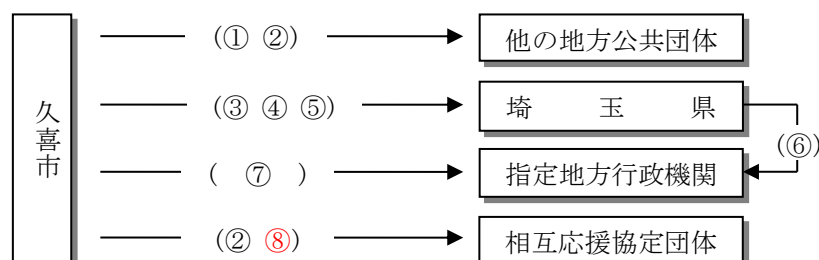 久喜市
(① ②)
他の地方公共団体
(③ ④ ⑤)
埼玉県
(⑥)
(⑦)
指定地方行政機関
(② ⑧)
相互応援協定団体